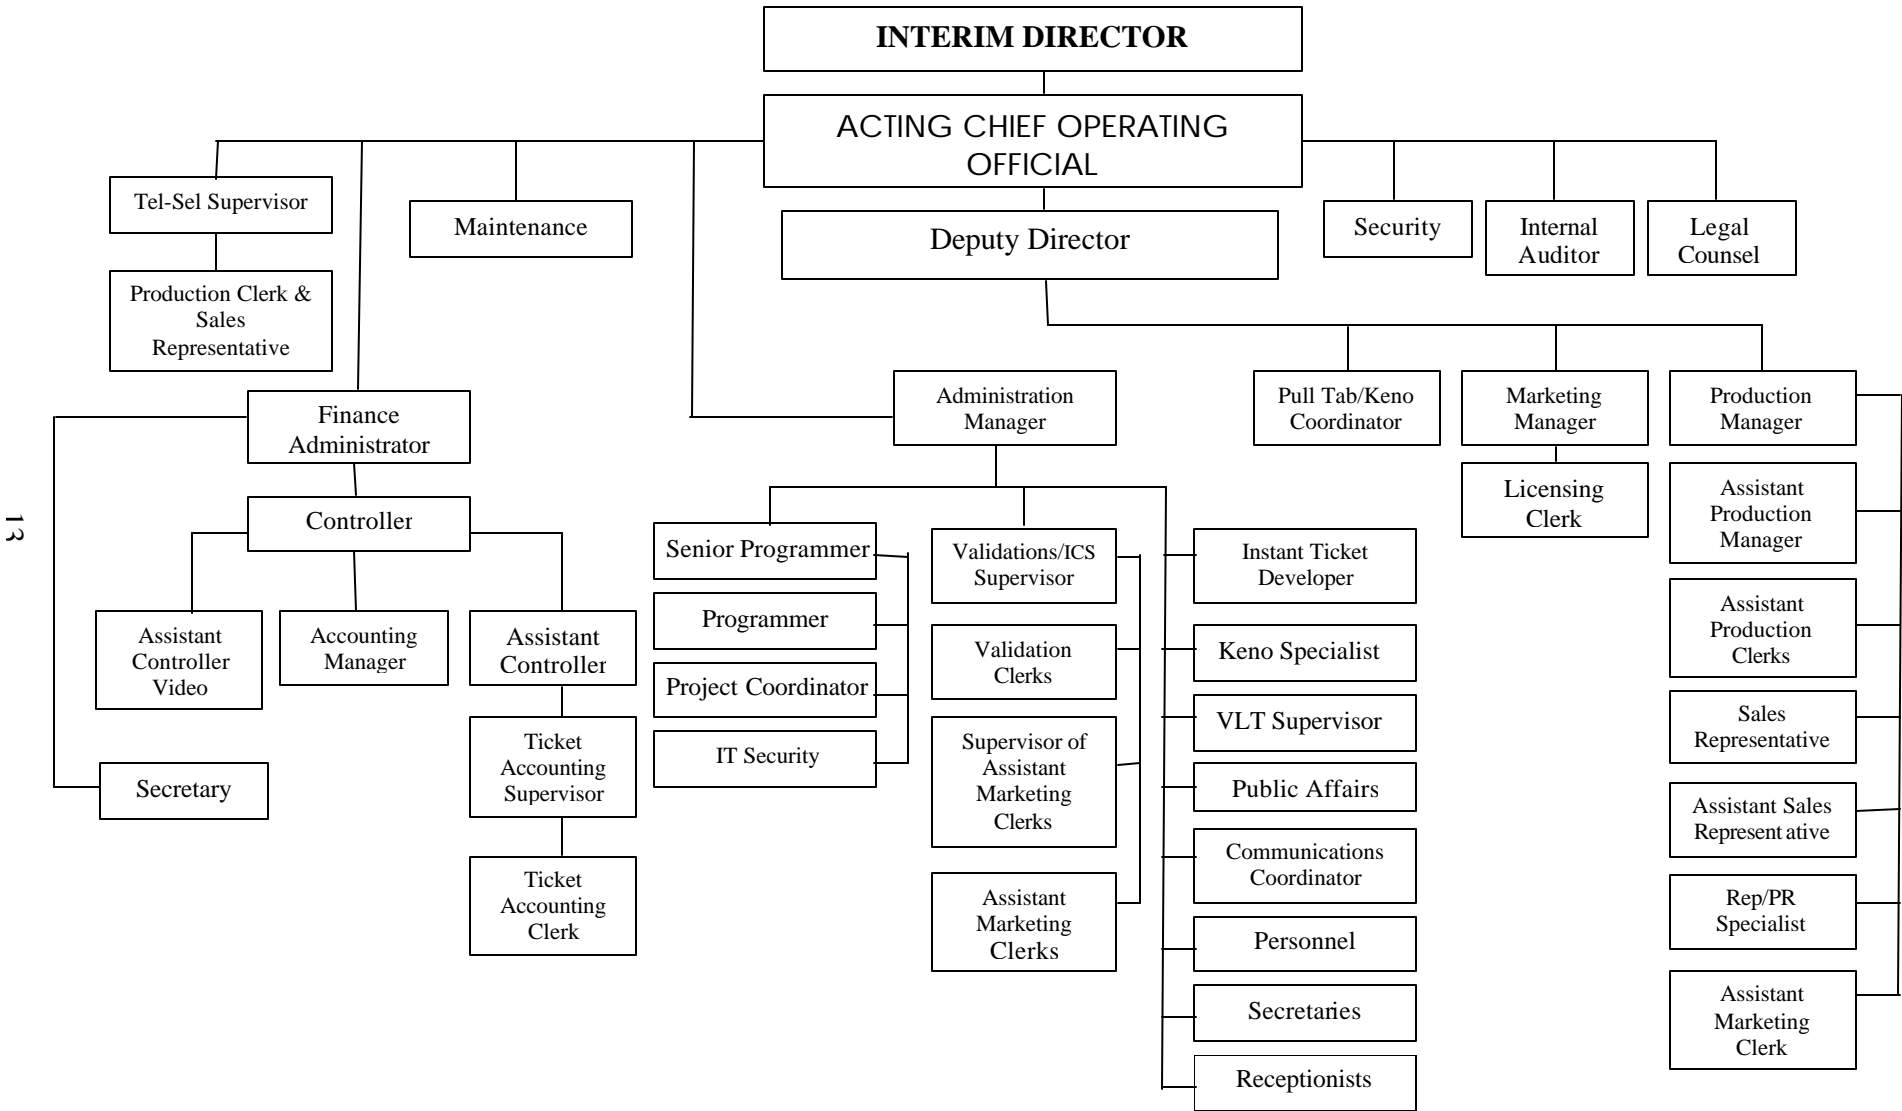 INTERIM DIRECTOR
ACTING CHIEF OPERATING
OFFICIAL
Tel-Sel Supervisor
Production Clerk &
Sales
Representative
Maintenance
Deputy Director
Security
Internal
Auditor
Legal
Counsel
Finance
Administrator
Controller
Assistant
Controller
Video
Accounting
Manager
Assistant
Controller
Ticket
Accounting
Supervisor
Ticket
Accounting
Clerk
Secretary
Administration
Manager
Senior Programmer
Programmer
Project Coordinator
IT Security
Validations/ICS
Supervisor
Validation
Clerks
Supervisor of
Assistant
Marketing
Clerks
Assistant
Marketing
Clerks
Instant Ticket
Developer
Keno Specialist
VLT Supervisor
Public Affairs
Communications
Coordinator
Personnel
Secretaries
Receptionists
Pull Tab/Keno
Coordinator
Marketing
Manager
Licensing
Clerk
Production
Manager
Assistant
Production
Manager
Assistant
Production
Clerks
Sales
Representative
Assistant Sales
Represent ative
Rep/PR
Specialist
Assistant
Marketing
Clerk
13